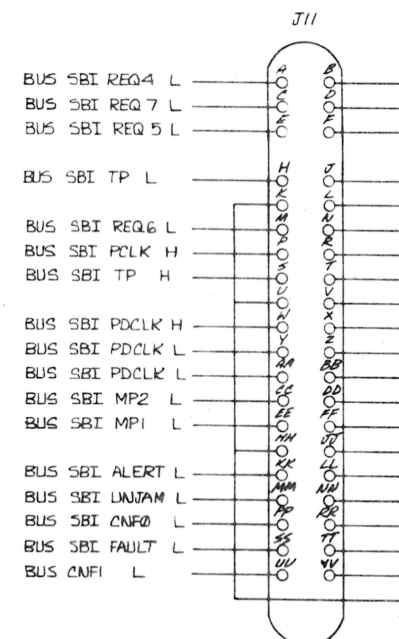 J11
A B
BUS SBI REQ4 L
C D
BUS SBI REQ 7 L
E F
BUS SBI REQ 5 L
H J
BUS SBI TP L
K L
M N
BUS SBI REQ6 L
P R
BUS SBI PCLK H
S T
BUS SBI TP H
U V
W X
BUS SBI PDCLK H
Y Z
BUS SBI PDCLK L
AA BB
BUS SBI PDCLK L
CC DD
BUS SBI MP2 L
EE FF
BUS SBI MP1 L
HH JJ
KK LL
BUS SBI ALERT L
MM NN
BUS SBI UNJAM L
PP RR
BUS SBI CNF0 L
SS TT
BUS SBI FAULT L
UU VV
BUS CNF1 L